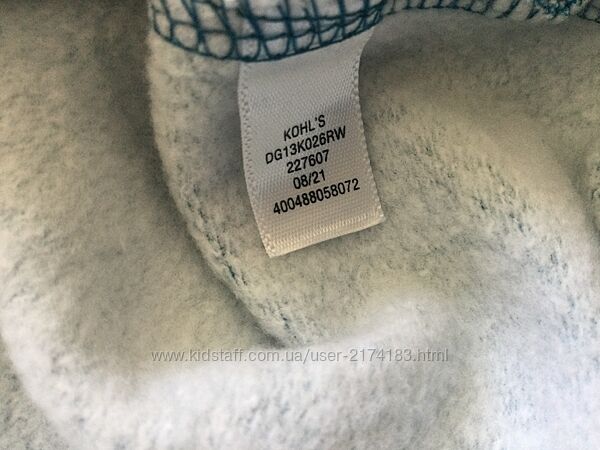 KOHL'S
DG13K026RW
227607
08/21
400488058072
www.kidstaff.com.ua/user-2174183.html